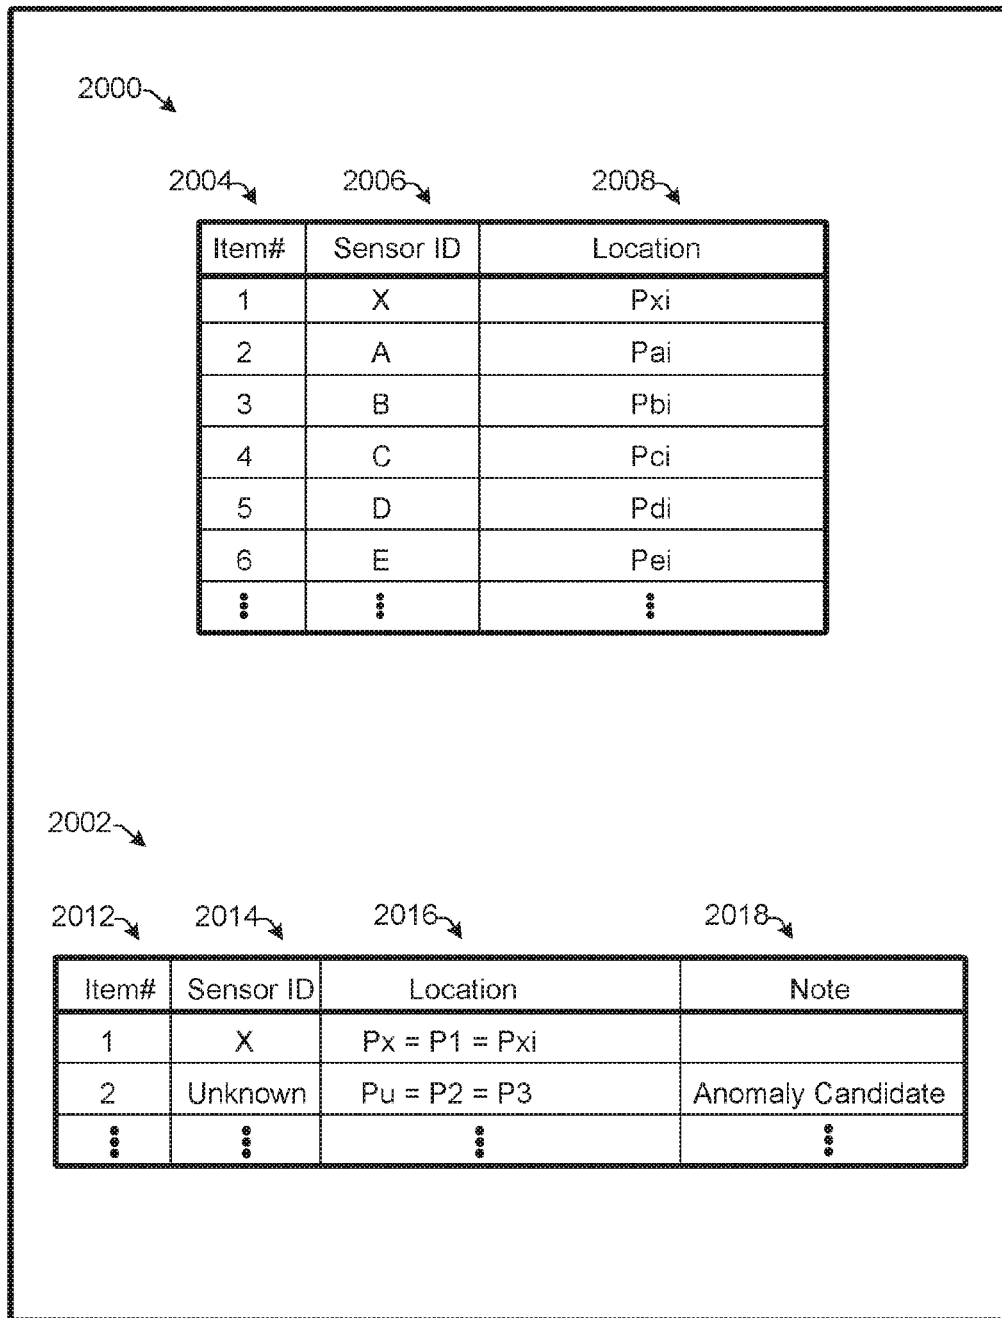 2000
2004 2006 2008
Item# Sensor ID Location
1 X Pxi
2 A Pai
3 B Pbi
4 C Pci
5 D Pdi
6 E Pei
2002
2012 2014 2016 2018
Item# Sensor ID Location Note
1 X Px = P1 = Pxi
2 Unknown Pu = P2 = P3 Anomaly Candidate